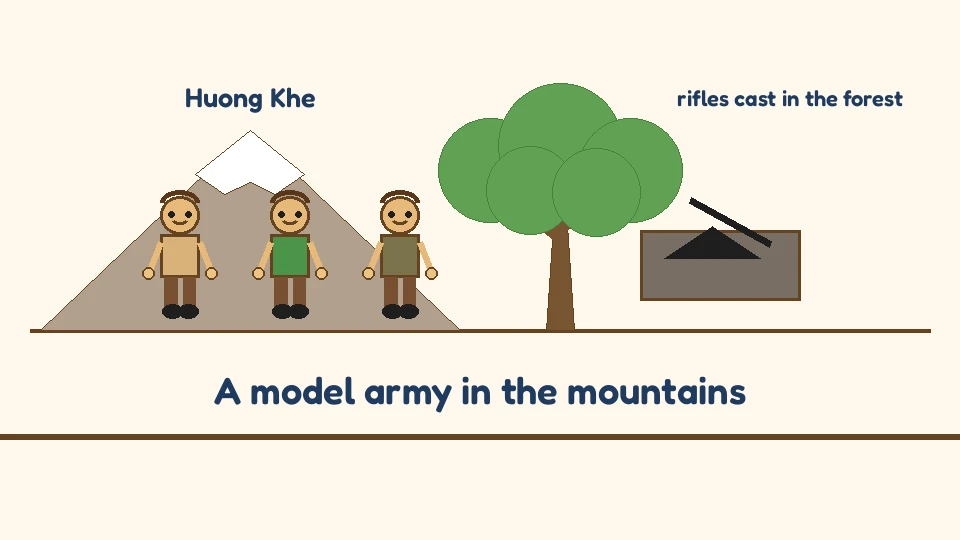 Huong Khe
rifles cast in the forest
A model army in the mountains